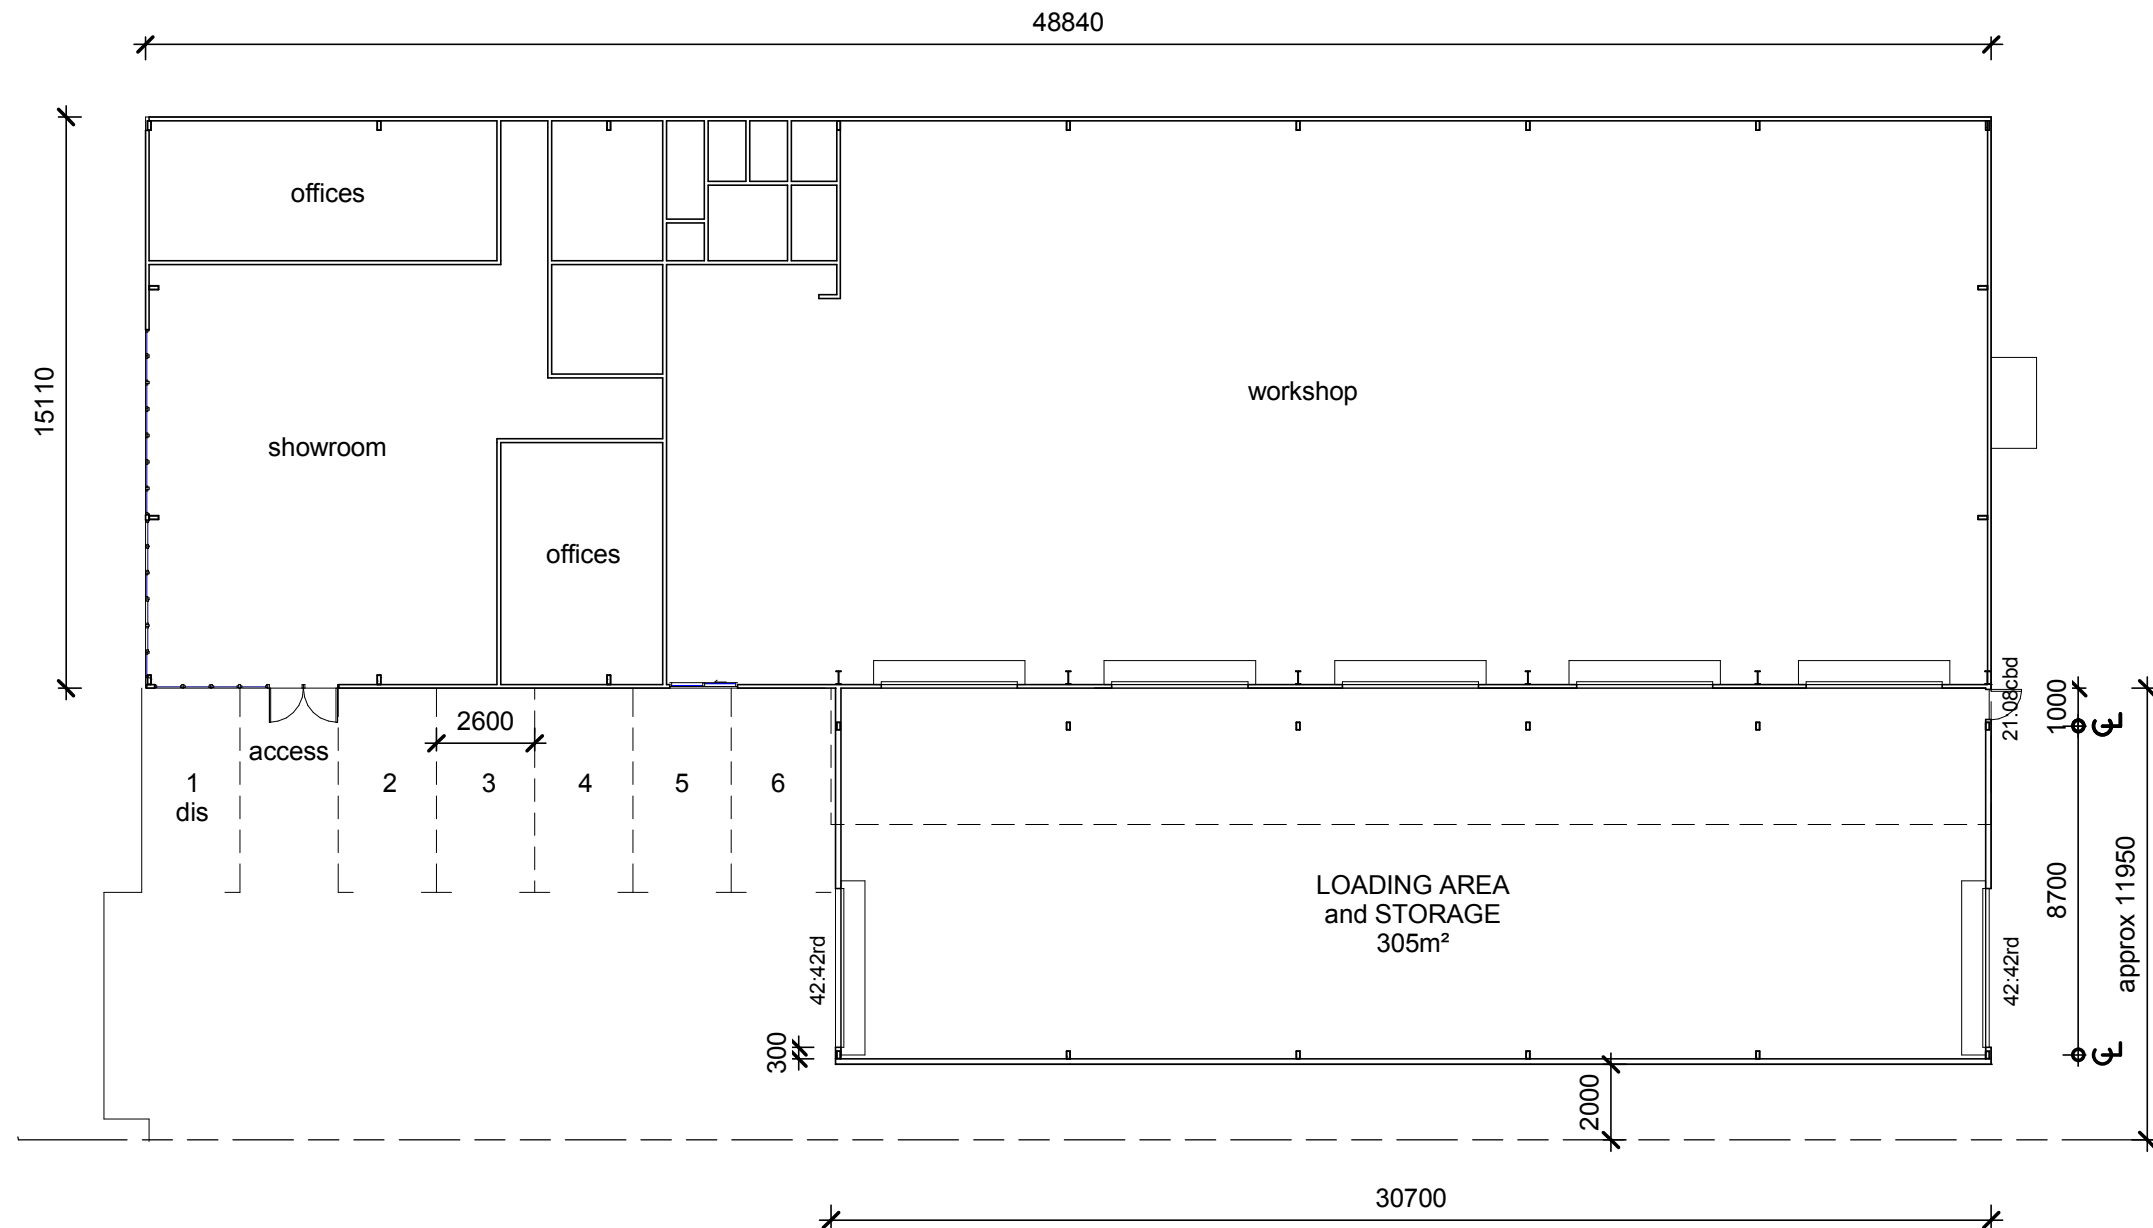 48840
offices
15110
workshop
showroom
offices
21:08cbd
1000
2600
access
1
dis
2
3
4
5
6
LOADING AREA
and STORAGE
305m²
8700
approx 11950
42:42rd
42:42rd
300
2000
30700